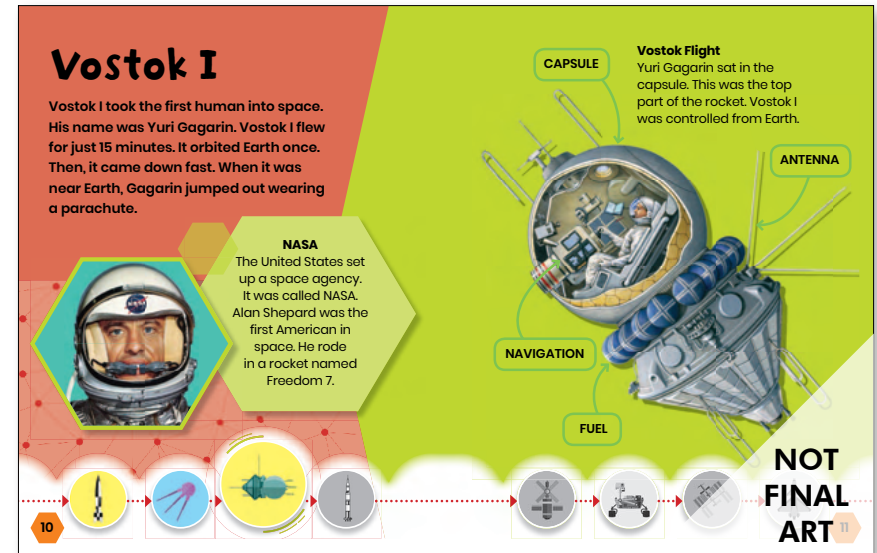 Vostok I
Vostok I took the first human into space.
His name was Yuri Gagarin. Vostok I flew
for just 15 minutes. It orbited Earth once.
Then, it came down fast. When it was
near Earth, Gagarin jumped out wearing
a parachute.
NASA
The United States set
up a space agency.
It was called NASA.
Alan Shepard was the
first American in
space. He rode
in a rocket named
Freedom 7.
NASA
CAPSULE
Vostok Flight
Yuri Gagarin sat in the
capsule. This was the top
part of the rocket. Vostok I
was controlled from Earth.
ANTENNA
NAVIGATION
FUEL
NOT
FINAL
ART
10
11